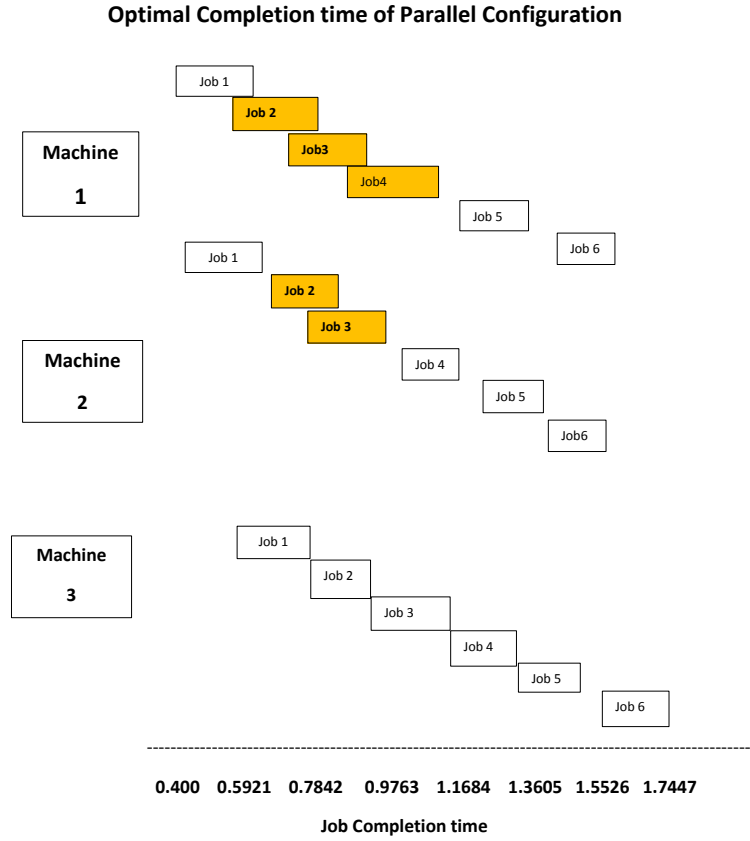 Optimal Completion time of Parallel Configuration
Job 1
Job 2
Job3
Job4
Job 5
Job 6
Machine
1
Job 1
Job 2
Job 3
Job 4
Job 5
Job6
Machine
2
Job 1
Job 2
Job 3
Job 4
Job 5
Job 6
Machine
3
0.400 0.5921 0.7842 0.9763 1.1684 1.3605 1.5526 1.7447
Job Completion time